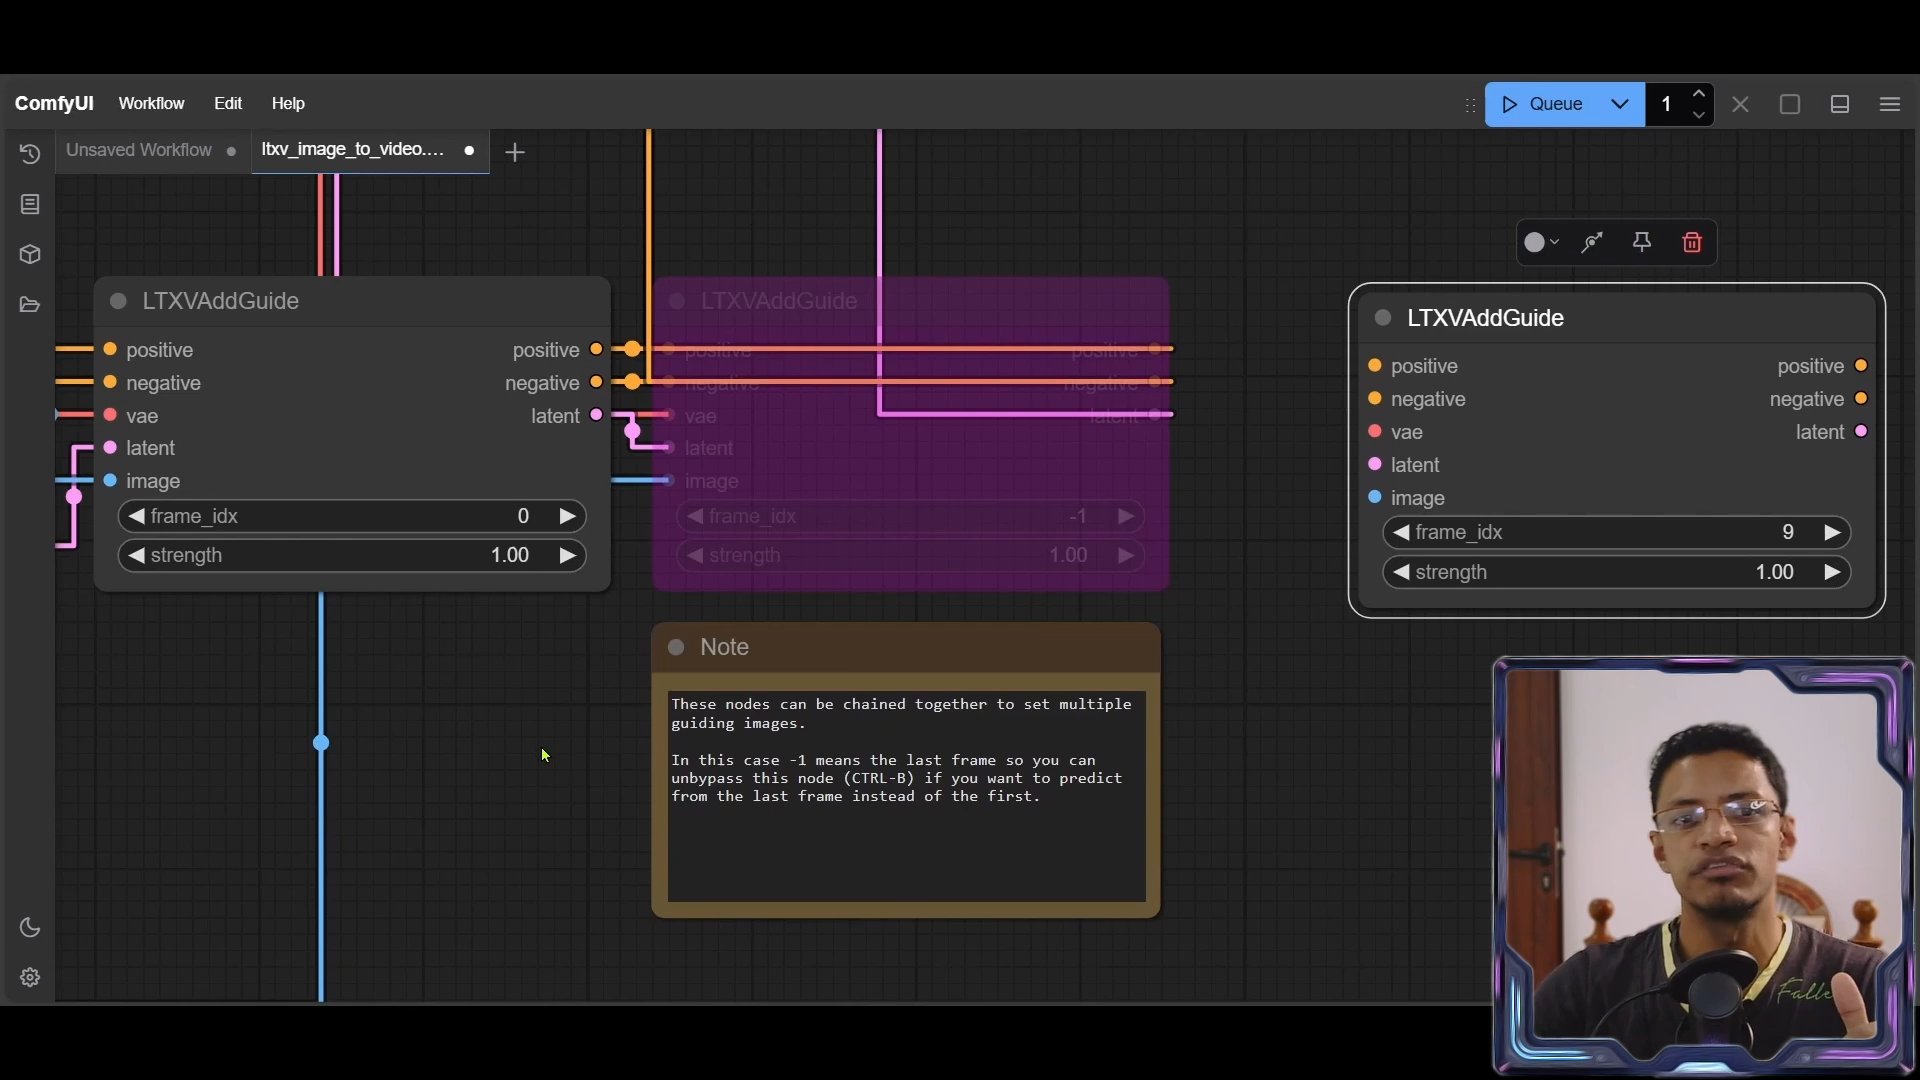 ComfyUI Workflow Edit Help
Queue 1
Unsaved Workflow ltxv_image_to_video....
LTXVAddGuide
positive positive
negative negative
vae latent
latent
image
frame_idx 0
strength 1.00
LTXVAddGuide
positive positive
negative negative
vae latent
latent
image
frame_idx -1
strength 1.00
LTXVAddGuide
positive positive
negative negative
vae latent
latent
image
frame_idx 9
strength 1.00
Note
These nodes can be chained together to set multiple
guiding images.
In this case -1 means the last frame so you can
unbypass this node (CTRL-B) if you want to predict
from the last frame instead of the first.